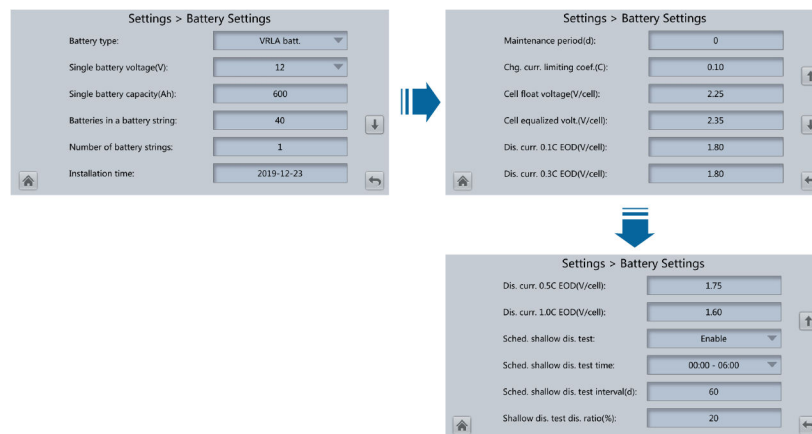 Settings > Battery Settings
Battery type: VRLA batt.
Single battery voltage(V): 12
Single battery capacity(Ah): 600
Batteries in a battery string: 40
Number of battery strings: 1
Installation time: 2019-12-23
Settings > Battery Settings
Maintenance period(d): 0
Chg. curr. limiting coef.(C): 0.10
Cell float voltage(V/cell): 2.25
Cell equalized volt.(V/cell): 2.35
Dis. curr. 0.1C EOD(V/cell): 1.80
Dis. curr. 0.3C EOD(V/cell): 1.80
Settings > Battery Settings
Dis. curr. 0.5C EOD(V/cell): 1.75
Dis. curr. 1.0C EOD(V/cell): 1.60
Sched. shallow dis. test: Enable
Sched. shallow dis. test time: 00:00 - 06:00
Sched. shallow dis. test interval(d): 60
Shallow dis. test dis. ratio(%): 20